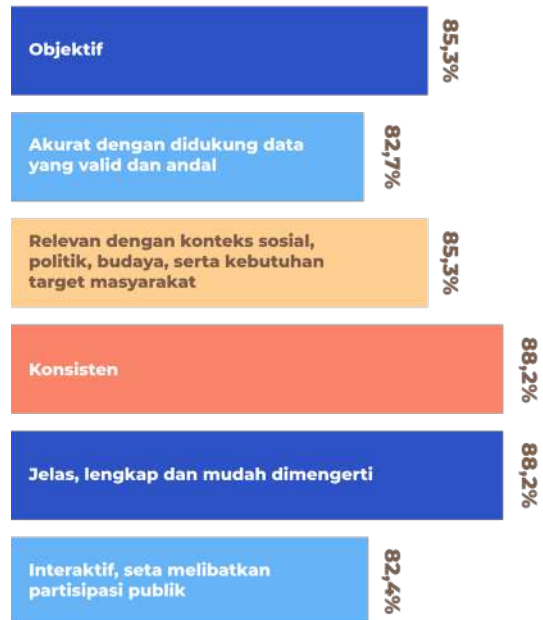 Objektif
85,3%
Akurat dengan didukung data
yang valid dan andal
82,7%
Relevan dengan konteks sosial,
politik, budaya, serta kebutuhan
target masyarakat
85,3%
Konsisten
88,2%
Jelas, lengkap dan mudah dimengerti
88,2%
Interaktif, seta melibatkan
partisipasi publik
82,4%